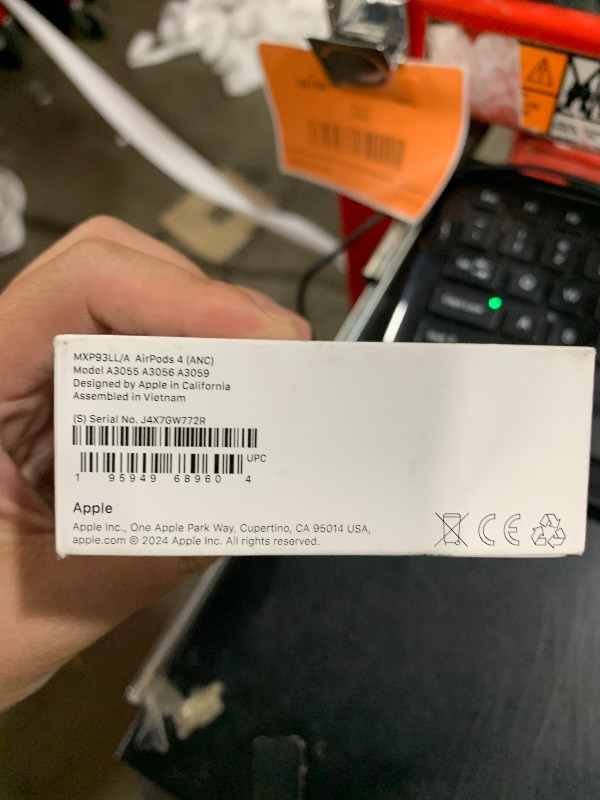 MXP93LL/A AirPods 4 (ANC)
Model A3055 A3056 A3059
Designed by Apple in California
Assembled in Vietnam
(S) Serial No. J4X7GW772R
UPC
1 95949 68960 4
Apple
Apple Inc., One Apple Park Way, Cupertino, CA 95014 USA,
apple.com © 2024 Apple Inc. All rights reserved.
CE